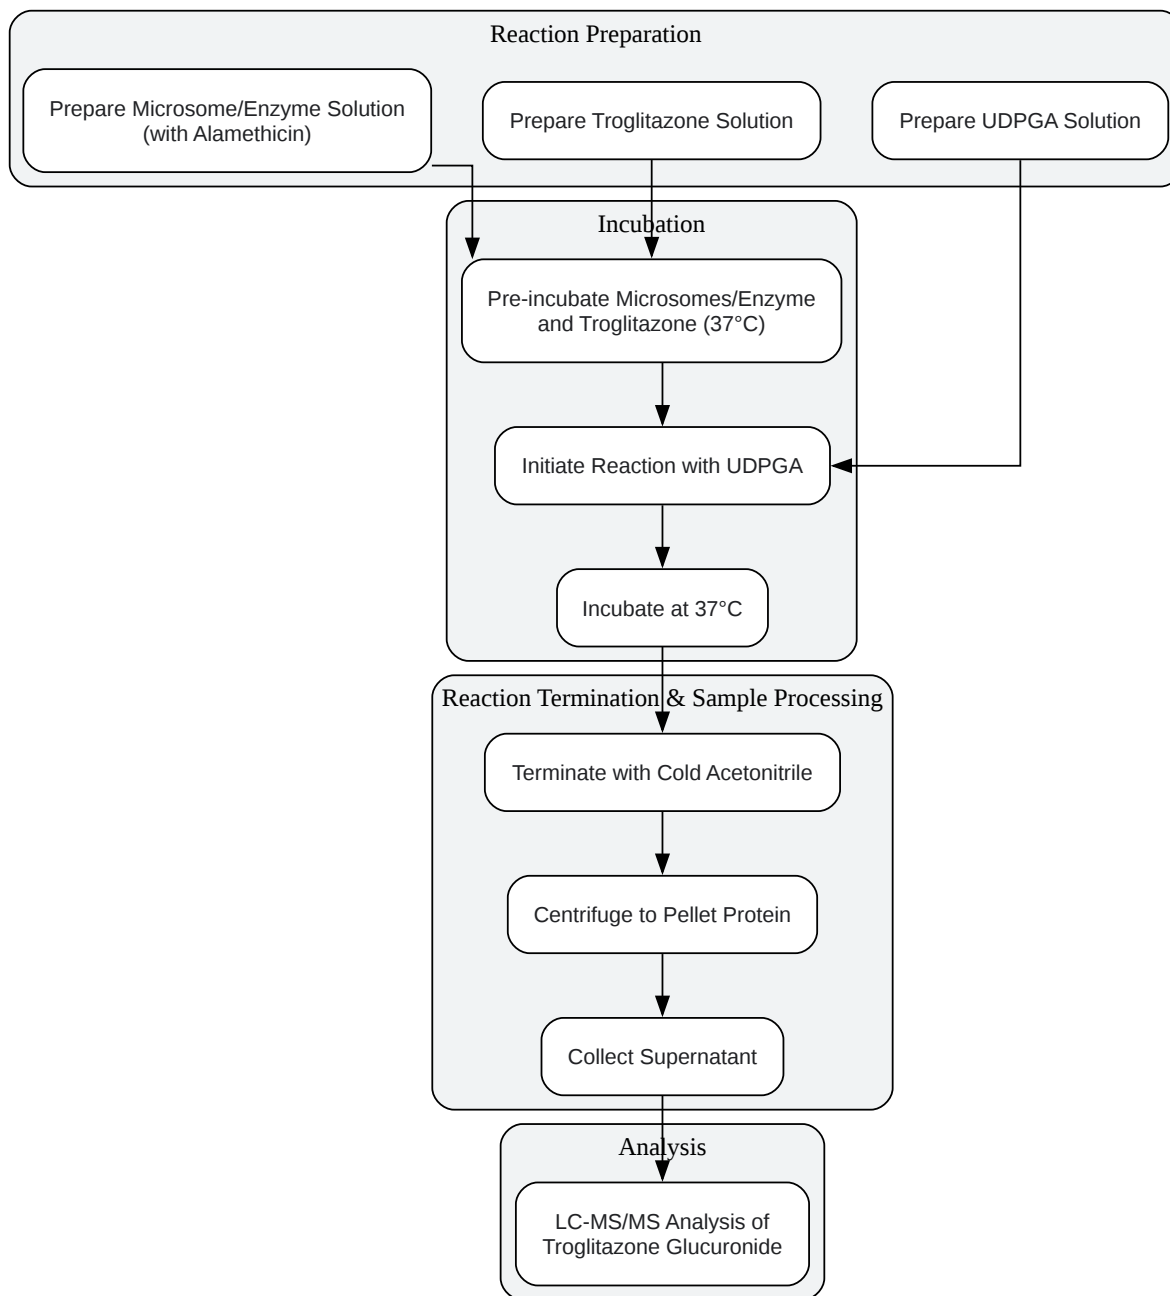 Reaction Preparation
Prepare Microsome/Enzyme Solution
(with Alamethicin)
Prepare Troglitazone Solution
Prepare UDPGA Solution
Incubation
Pre-incubate Microsomes/Enzyme
and Troglitazone (37°C)
Initiate Reaction with UDPGA
Incubate at 37°C
Reaction Termination & Sample Processing
Terminate with Cold Acetonitrile
Centrifuge to Pellet Protein
Collect Supernatant
Analysis
LC-MS/MS Analysis of
Troglitazone Glucuronide